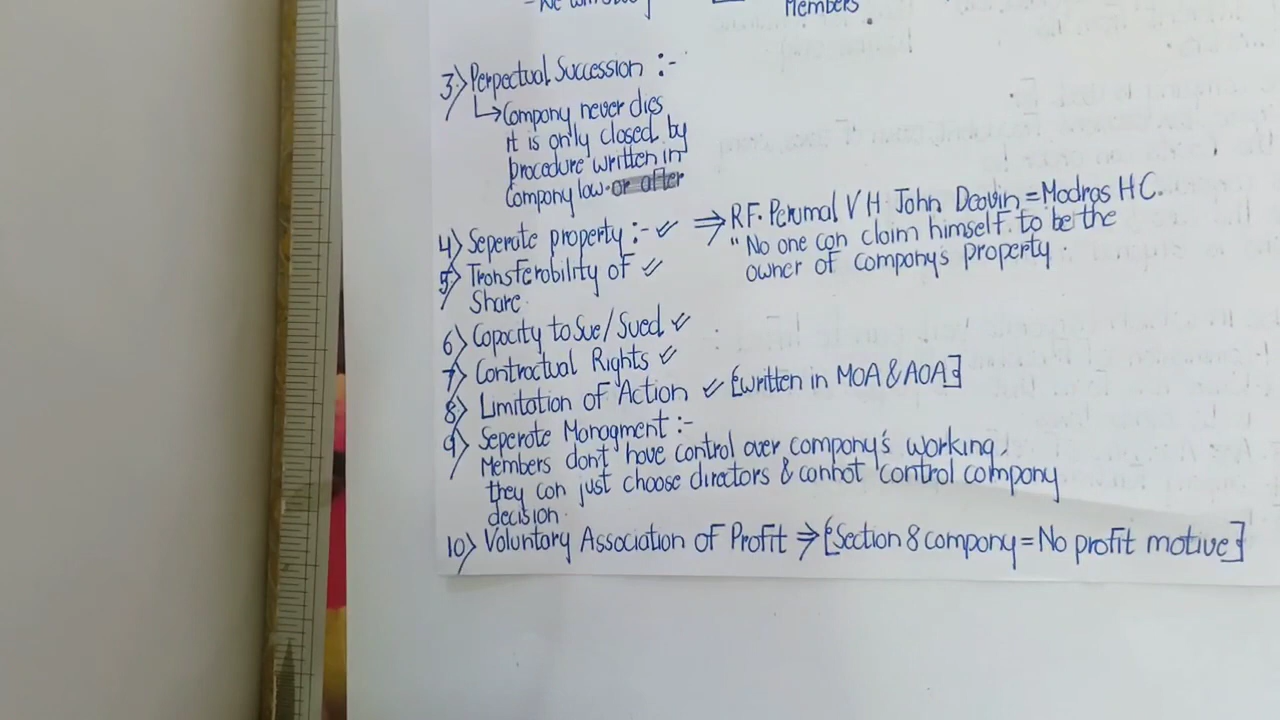 Members
3) Perpectual Succession :-
↳ Company never dies
it is only closed by
procedure written in
Company law. or after
4) Seperate property :- ✓ ⇒ RF. Perumal V H John Deavin = Madras HC.
"No one can claim himself to be the
owner of company's property.
5) Transferability of ✓
Share.
6) Capacity to Sue/Sued ✓
7) Contractual Rights ✓
8) Limitation of Action ✓ [written in MOA & AOA]
9) Seperate Managment :-
Members don't have control over company's working,
they can just choose directors & cannot control company
decision.
10) Voluntary Association of Profit ⇒ [Section 8 company = No profit motive]